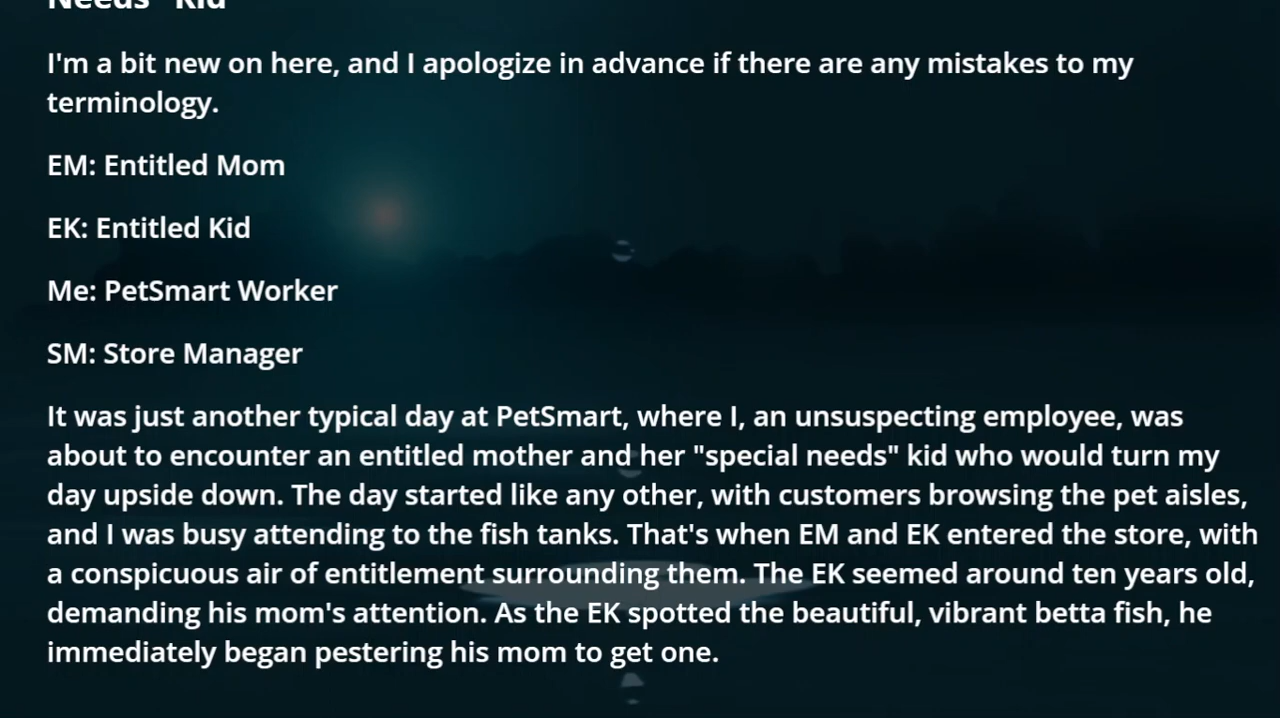 Needs" Kid
I'm a bit new on here, and I apologize in advance if there are any mistakes to my
terminology.
EM: Entitled Mom
EK: Entitled Kid
Me: PetSmart Worker
SM: Store Manager
It was just another typical day at PetSmart, where I, an unsuspecting employee, was
about to encounter an entitled mother and her "special needs" kid who would turn my
day upside down. The day started like any other, with customers browsing the pet aisles,
and I was busy attending to the fish tanks. That's when EM and EK entered the store, with
a conspicuous air of entitlement surrounding them. The EK seemed around ten years old,
demanding his mom's attention. As the EK spotted the beautiful, vibrant betta fish, he
immediately began pestering his mom to get one.